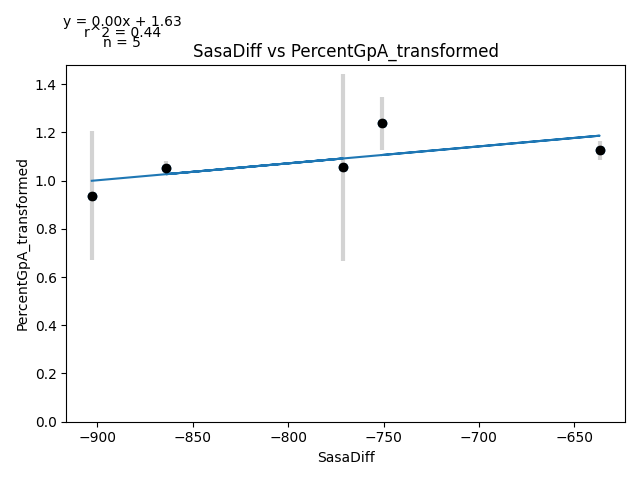 y = 0.00x + 1.63
r^2 = 0.44
n = 5
SasaDiff vs PercentGpA_transformed
1.4
1.2
1.0
0.8
0.6
0.4
0.2
0.0
PercentGpA_transformed
−900
−850
−800
−750
−700
−650
SasaDiff